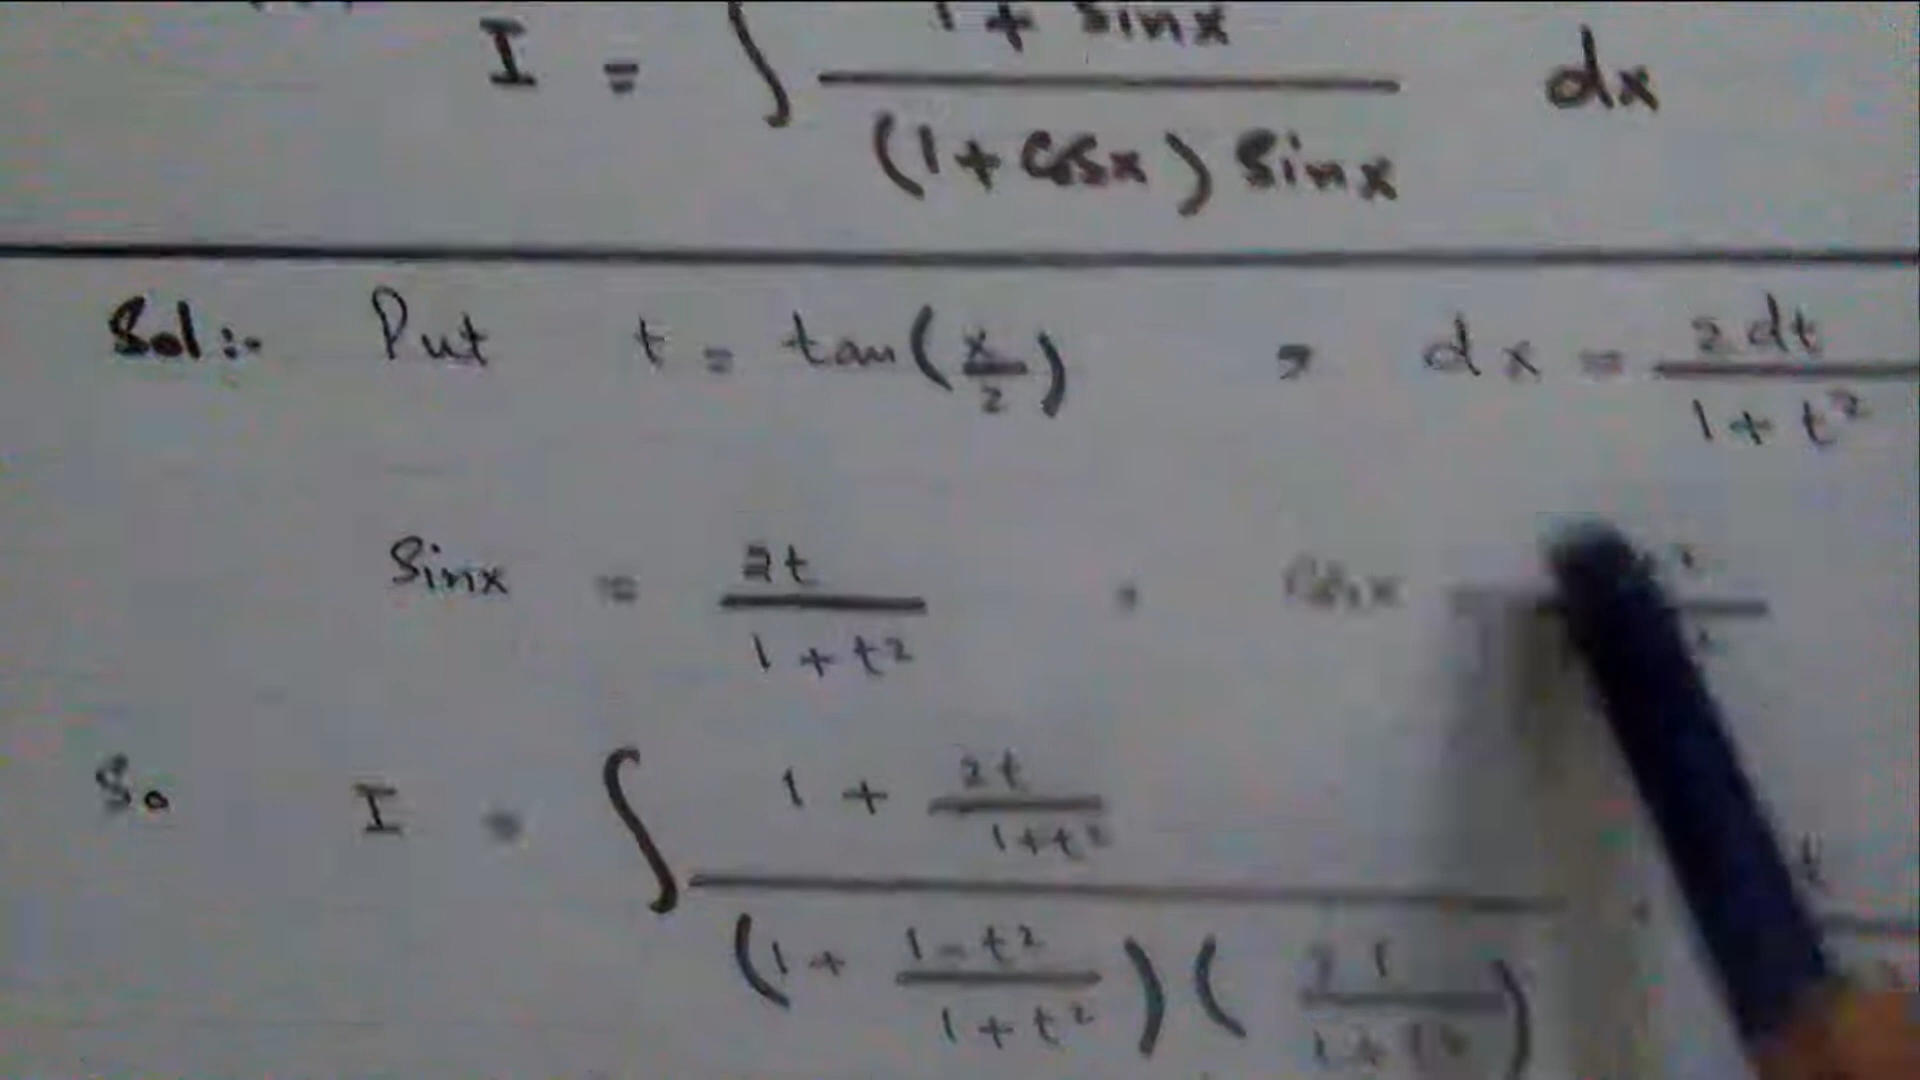 I = ∫ 1 + Sinx / (1 + Cosx) Sinx dx
Sol:- Put t = tan(x/2) , dx = 2dt / 1 + t²
Sinx = 2t / 1 + t² , Cosx
So I = ∫ 1 + 2t / 1+t²
(1 + 1-t² / 1 + t²)(